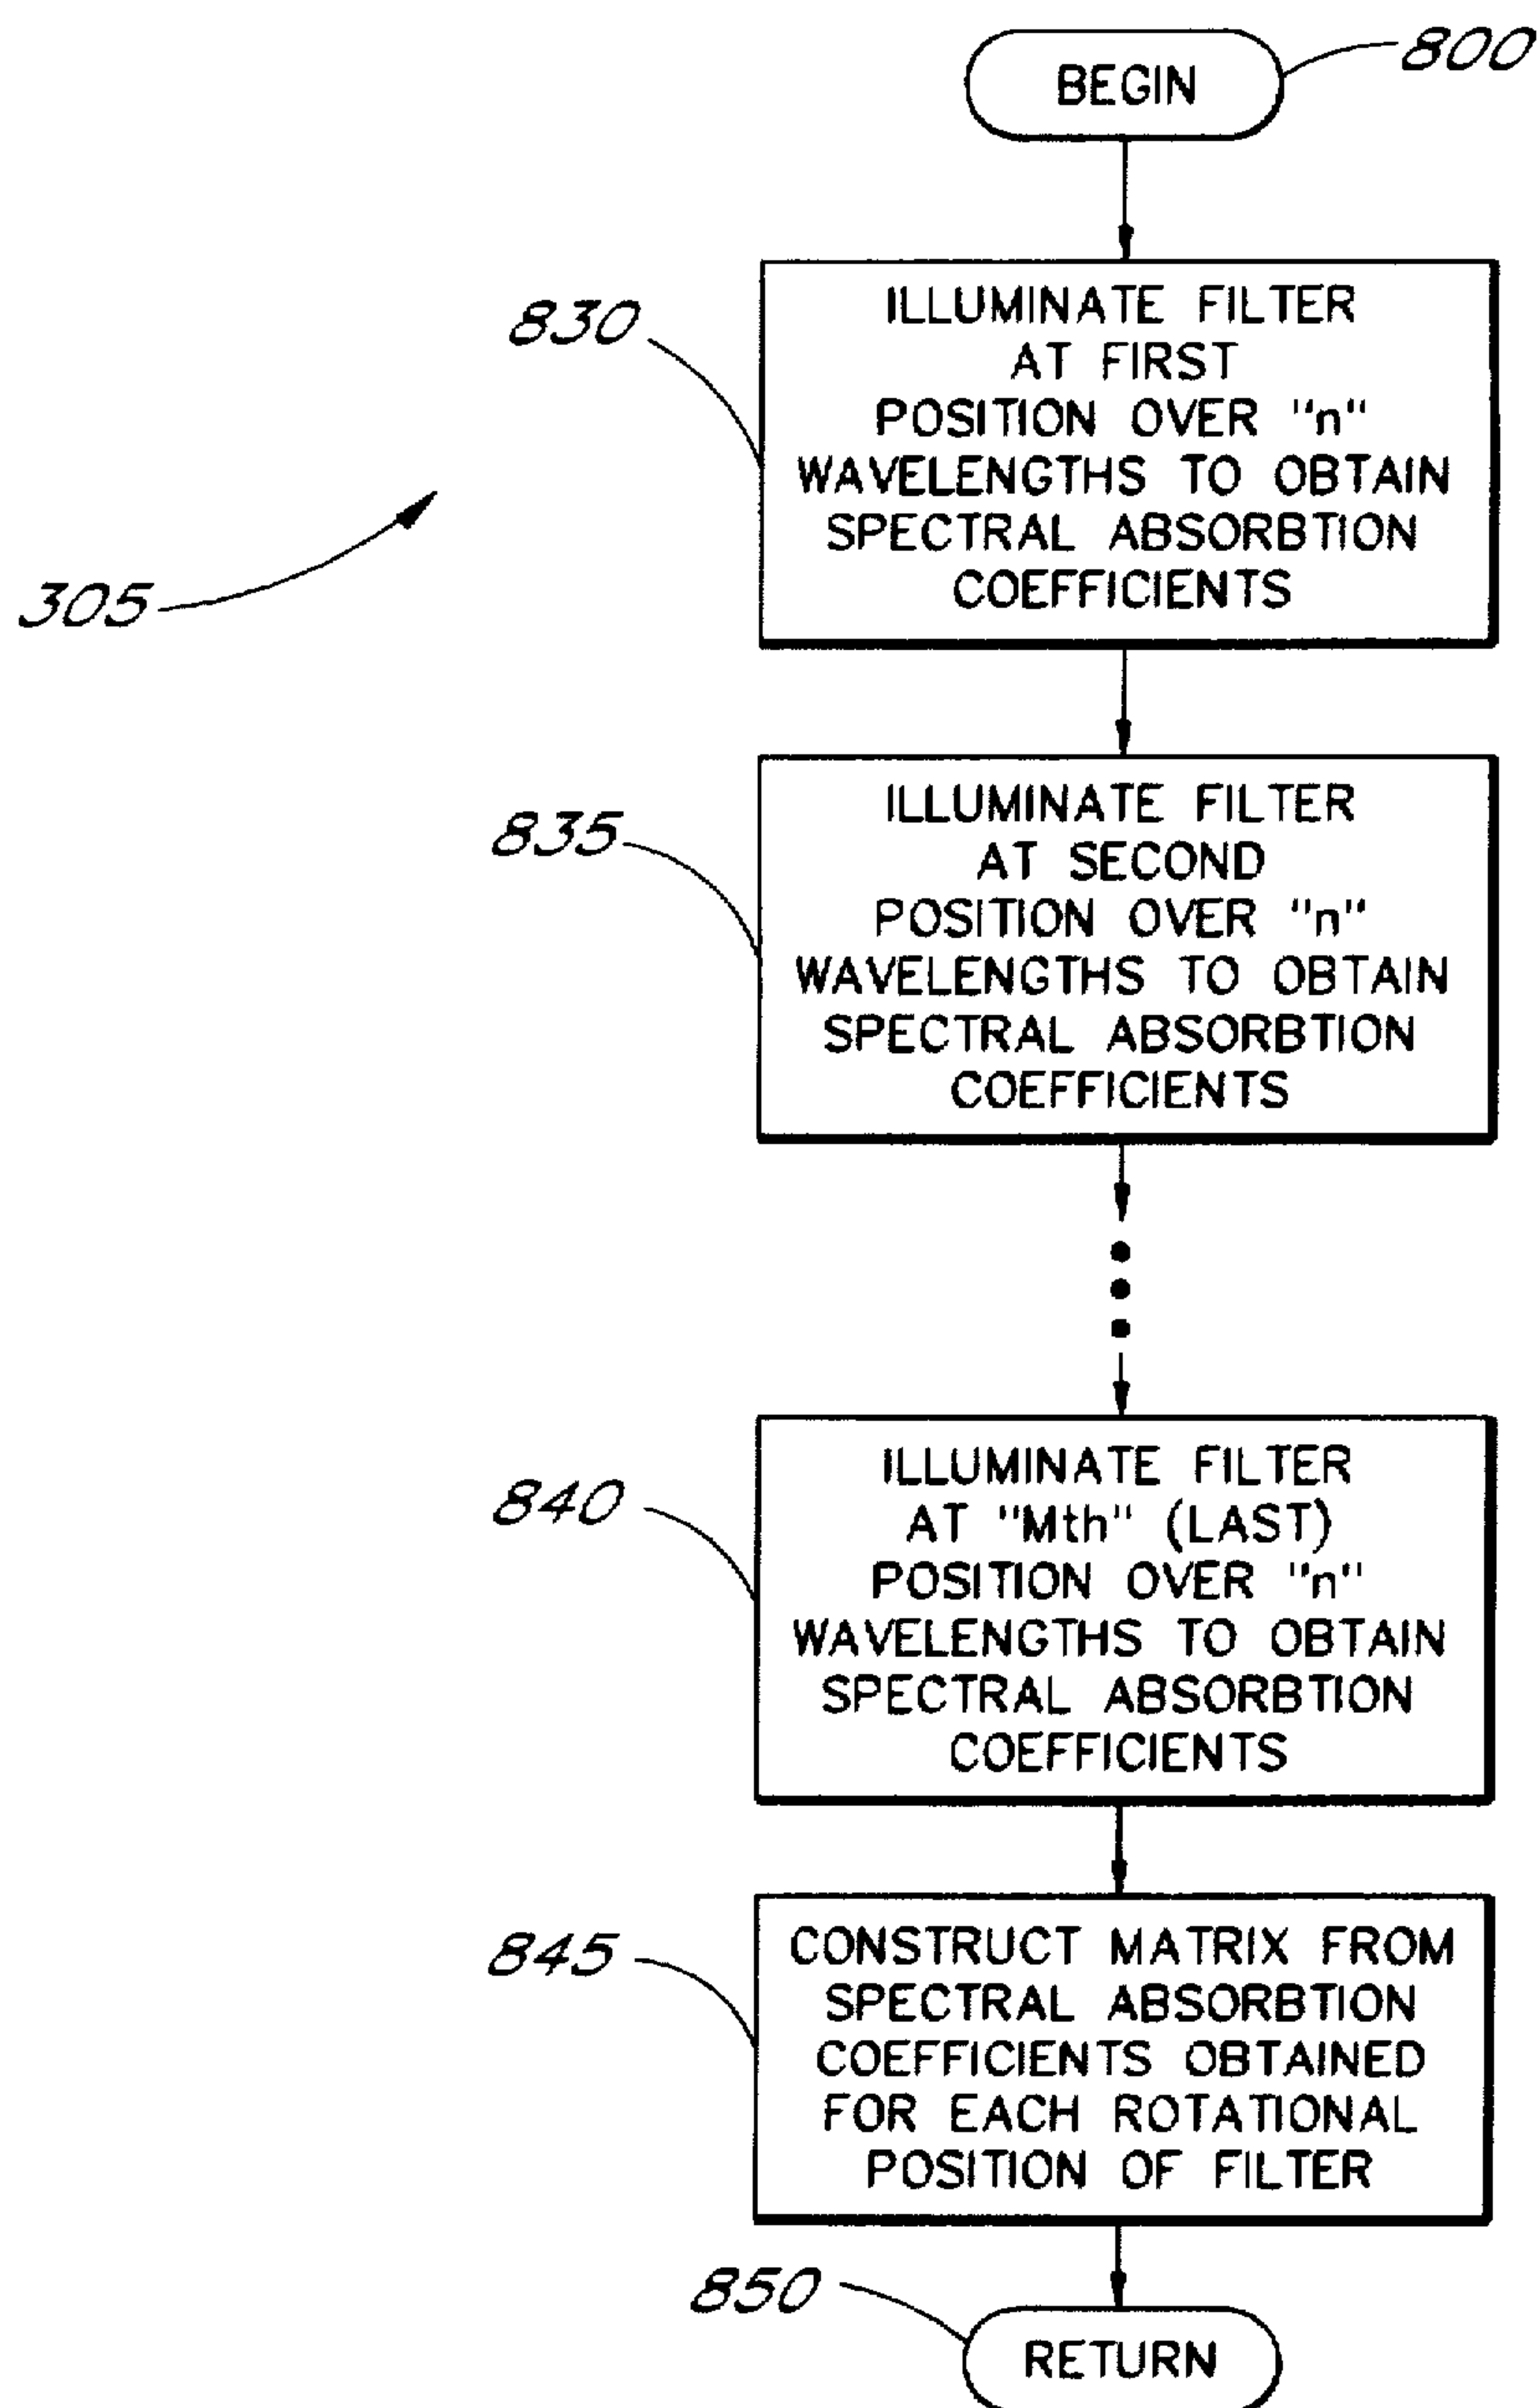 BEGIN
800
830
ILLUMINATE FILTER
AT FIRST
POSITION OVER "n"
WAVELENGTHS TO OBTAIN
SPECTRAL ABSORBTION
COEFFICIENTS
305
835
ILLUMINATE FILTER
AT SECOND
POSITION OVER "n"
WAVELENGTHS TO OBTAIN
SPECTRAL ABSORBTION
COEFFICIENTS
840
ILLUMINATE FILTER
AT "Mth" (LAST)
POSITION OVER "n"
WAVELENGTHS TO OBTAIN
SPECTRAL ABSORBTION
COEFFICIENTS
845
CONSTRUCT MATRIX FROM
SPECTRAL ABSORBTION
COEFFICIENTS OBTAINED
FOR EACH ROTATIONAL
POSITION OF FILTER
850
RETURN